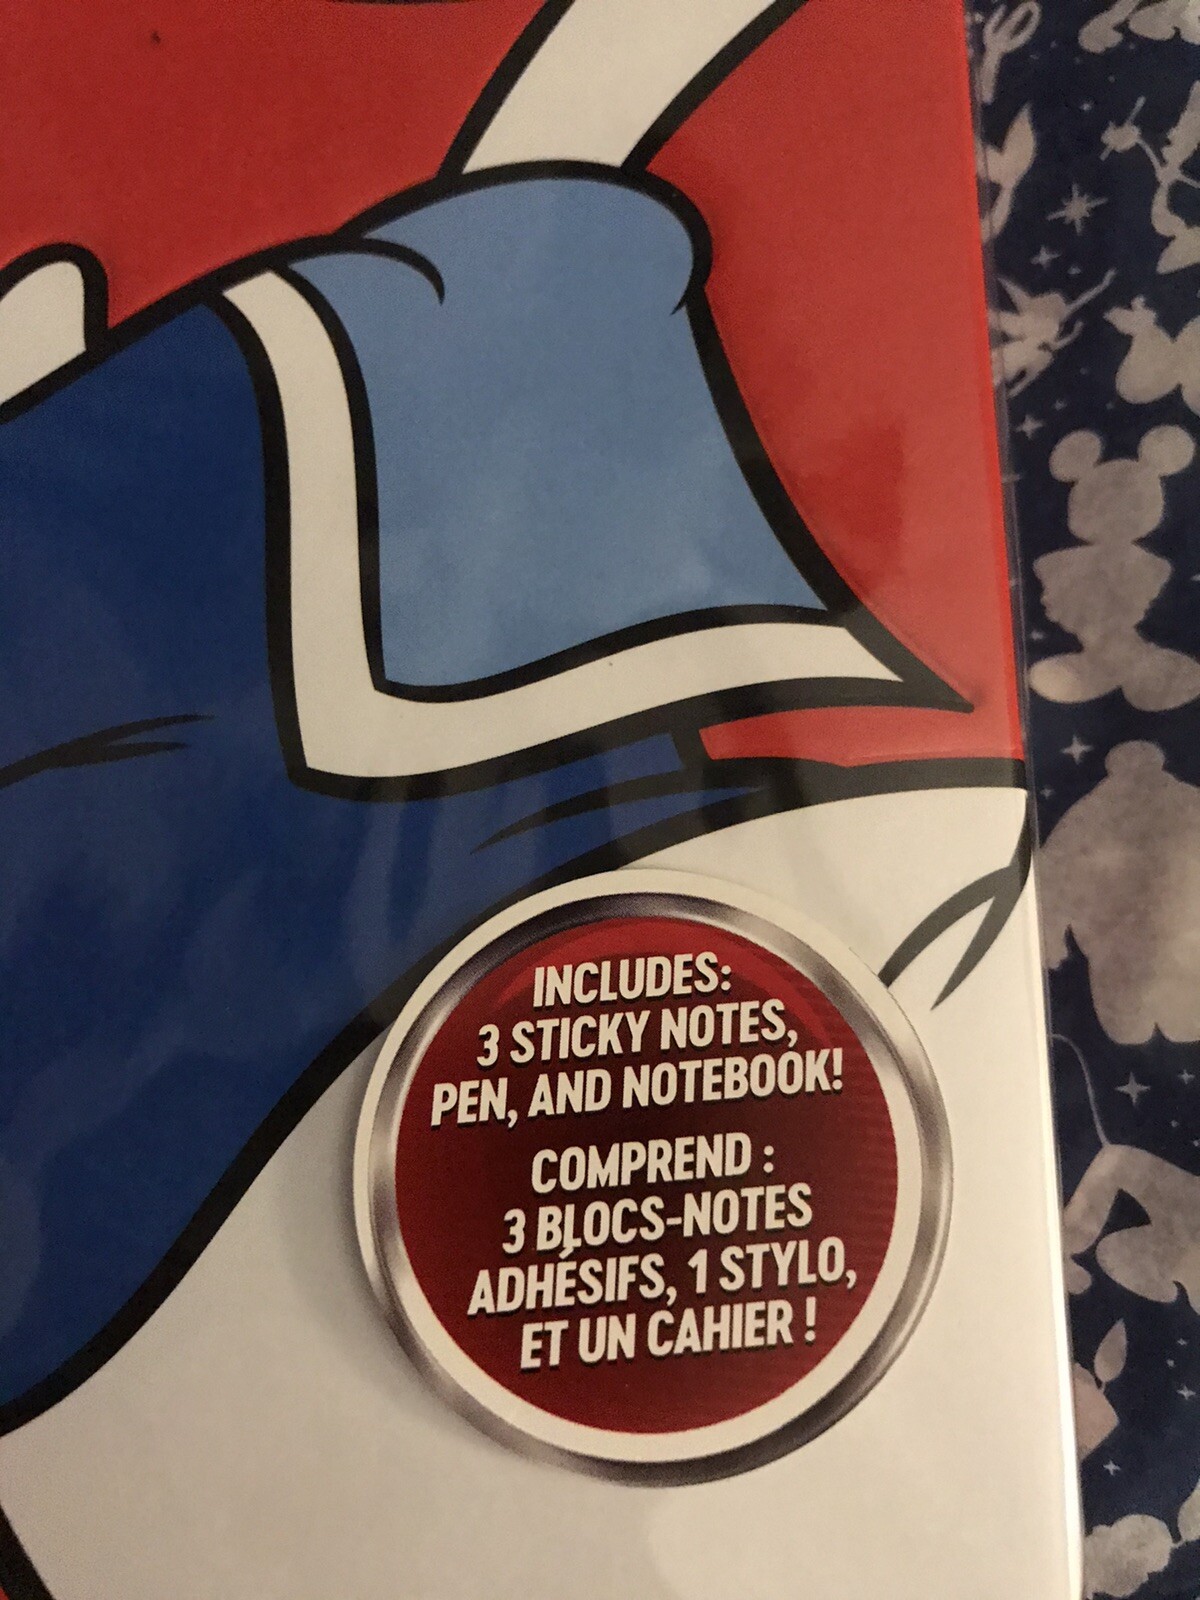 INCLUDES:
3 STICKY NOTES,
PEN, AND NOTEBOOK!
COMPREND :
3 BLOCS-NOTES
ADHÉSIFS, 1 STYLO,
ET UN CAHIER !